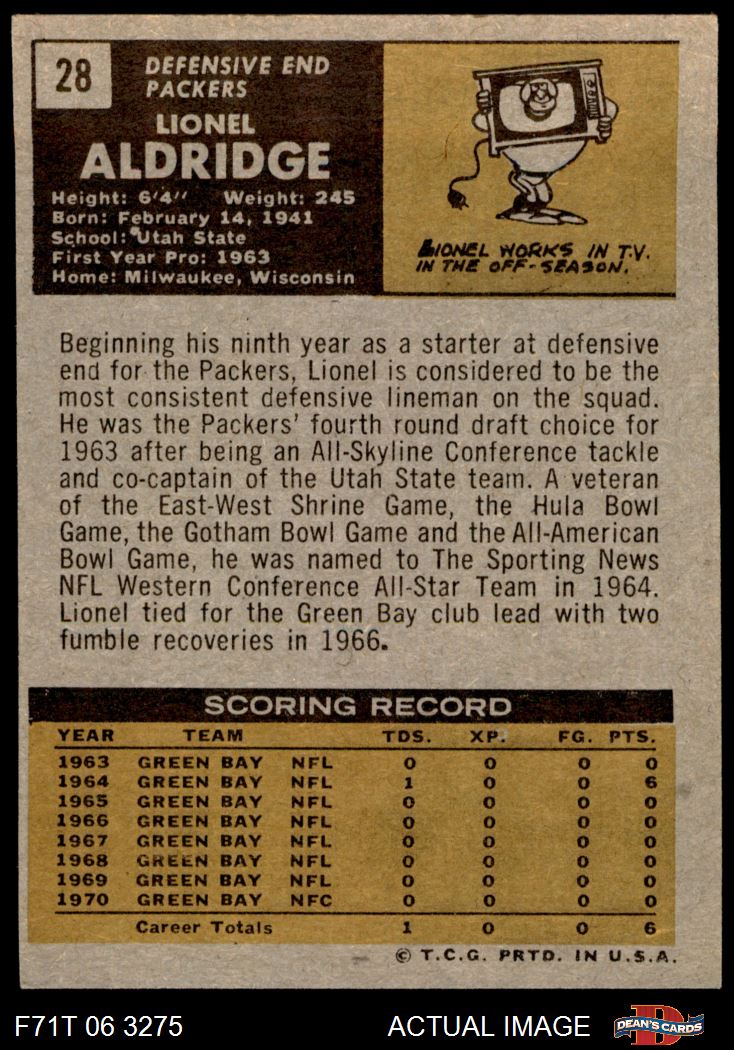 28
DEFENSIVE END
PACKERS
LIONEL
ALDRIDGE
Height: 6'4" Weight: 245
Born: February 14, 1941
School: Utah State
First Year Pro: 1963
Home: Milwaukee, Wisconsin
LIONEL WORKS IN T.V.
IN THE OFF-SEASON.
Beginning his ninth year as a starter at defensive
end for the Packers, Lionel is considered to be the
most consistent defensive lineman on the squad.
He was the Packers' fourth round draft choice for
1963 after being an All-Skyline Conference tackle
and co-captain of the Utah State team. A veteran
of the East-West Shrine Game, the Hula Bowl
Game, the Gotham Bowl Game and the All-American
Bowl Game, he was named to The Sporting News
NFL Western Conference All-Star Team in 1964.
Lionel tied for the Green Bay club lead with two
fumble recoveries in 1966.
SCORING RECORD
YEAR TEAM TDS. XP. FG. PTS.
1963 GREEN BAY NFL 0 0 0 0
1964 GREEN BAY NFL 1 0 0 6
1965 GREEN BAY NFL 0 0 0 0
1966 GREEN BAY NFL 0 0 0 0
1967 GREEN BAY NFL 0 0 0 0
1968 GREEN BAY NFL 0 0 0 0
1969 GREEN BAY NFL 0 0 0 0
1970 GREEN BAY NFC 0 0 0 0
Career Totals 1 0 0 6
© T.C.G. PRTD. IN U.S.A.
F71T 06 3275 ACTUAL IMAGE D DEAN'S CARDS